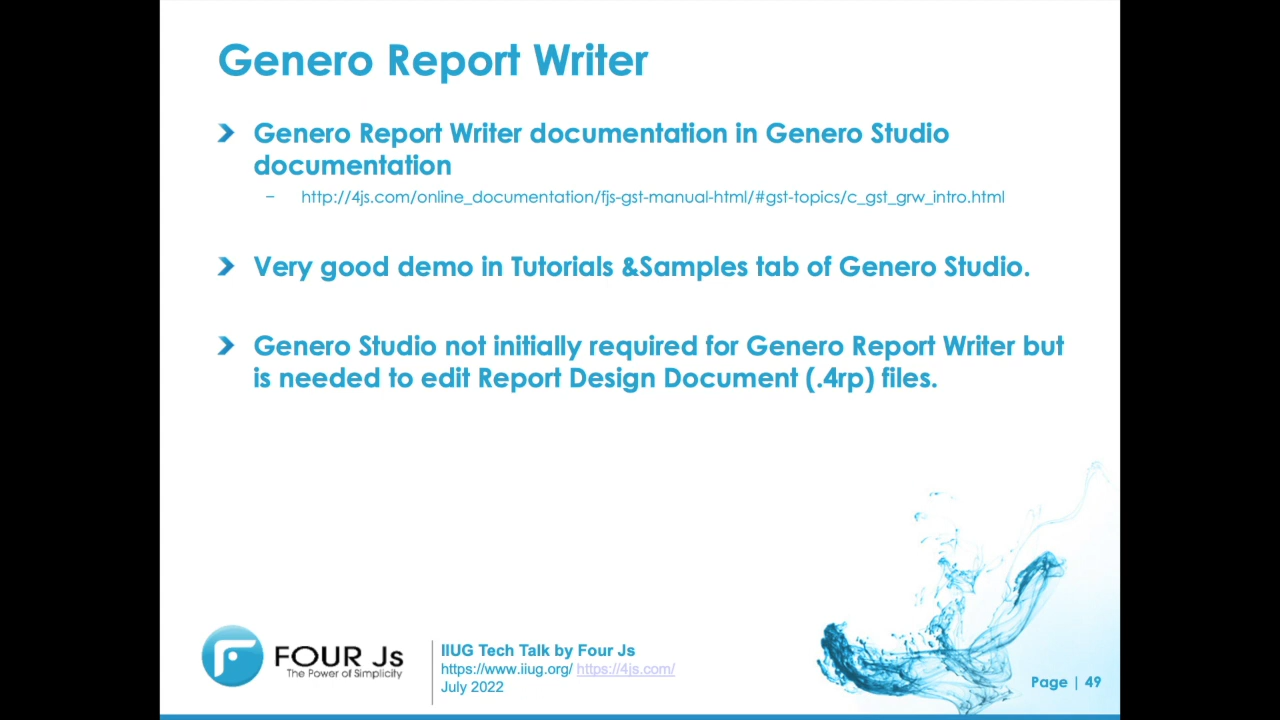 Genero Report Writer
Genero Report Writer documentation in Genero Studio
documentation
– http://4js.com/online_documentation/fjs-gst-manual-html/#gst-topics/c_gst_grw_intro.html
Very good demo in Tutorials &Samples tab of Genero Studio.
Genero Studio not initially required for Genero Report Writer but
is needed to edit Report Design Document (.4rp) files.
FOUR Js
The Power of Simplicity
IIUG Tech Talk by Four Js
https://www.iiug.org/ https://4js.com/
July 2022
Page | 49